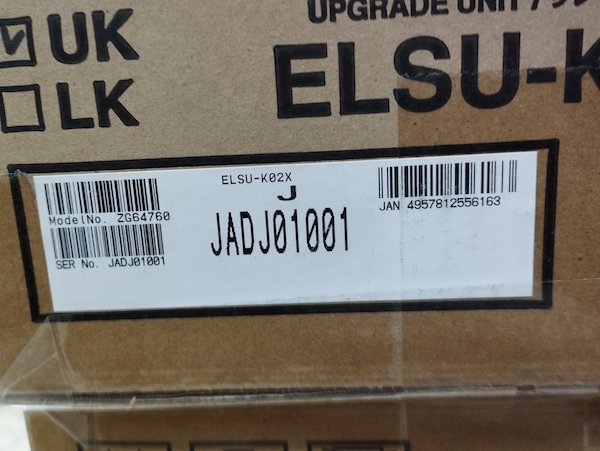 UPGRADE UNIT
UK
ELSU-K
LK
ELSU-K02X
J
Model No. ZG64760
JADJ01001
JAN 4957812556163
SER No. JADJ01001